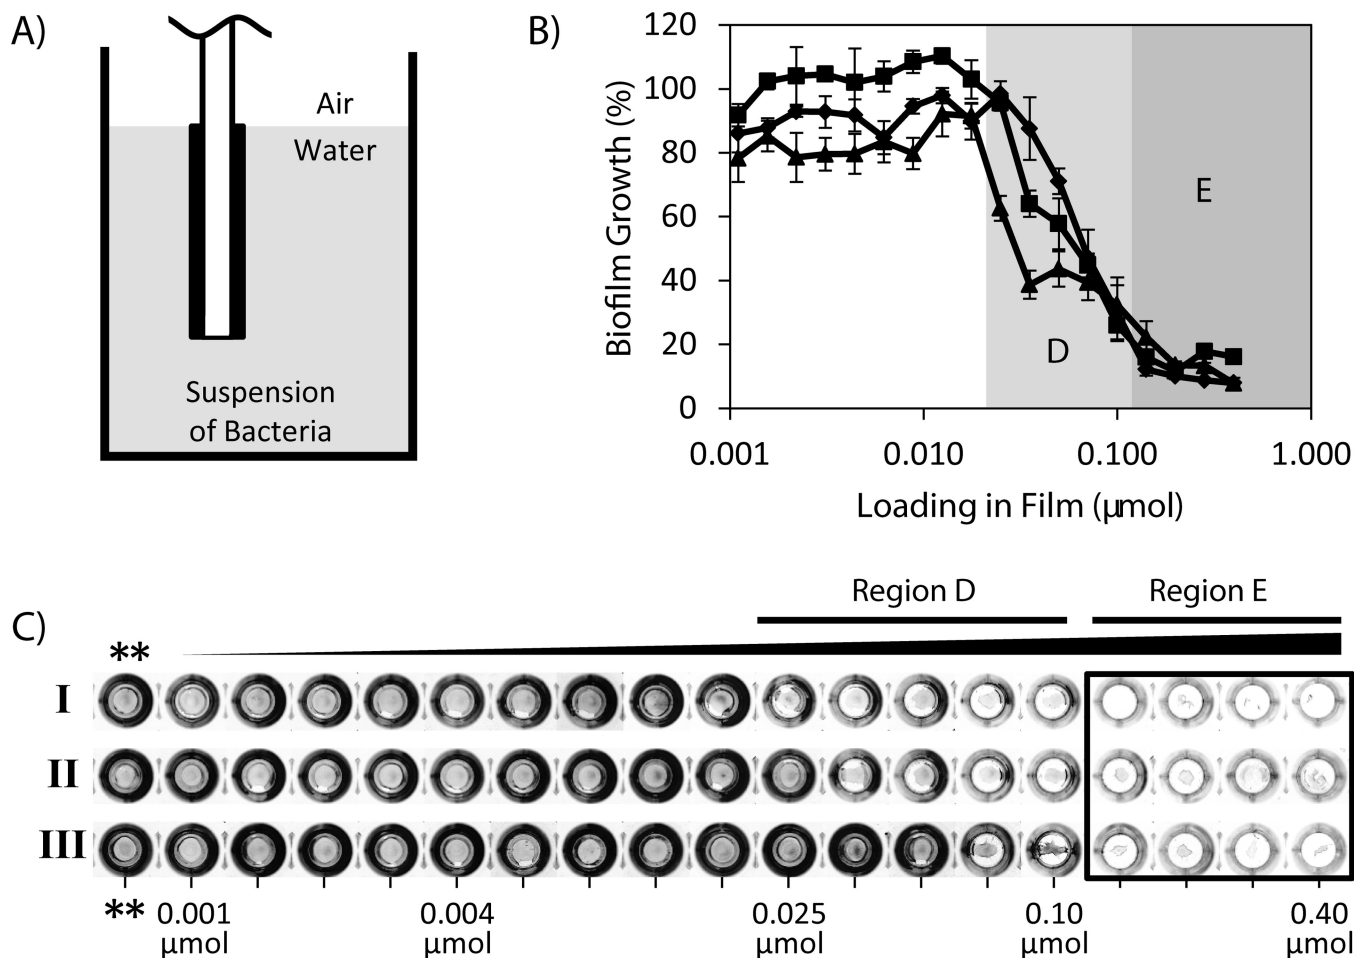 A)
Air
Water
Suspension
of Bacteria
B)
Biofilm Growth (%)
120
100
80
60
40
20
0
D
E
0.001
0.010
0.100
1.000
Loading in Film (µmol)
C)
Region D
Region E
**
I
II
III
** 0.001 0.004 0.025 0.10 0.40
µmol µmol µmol µmol µmol